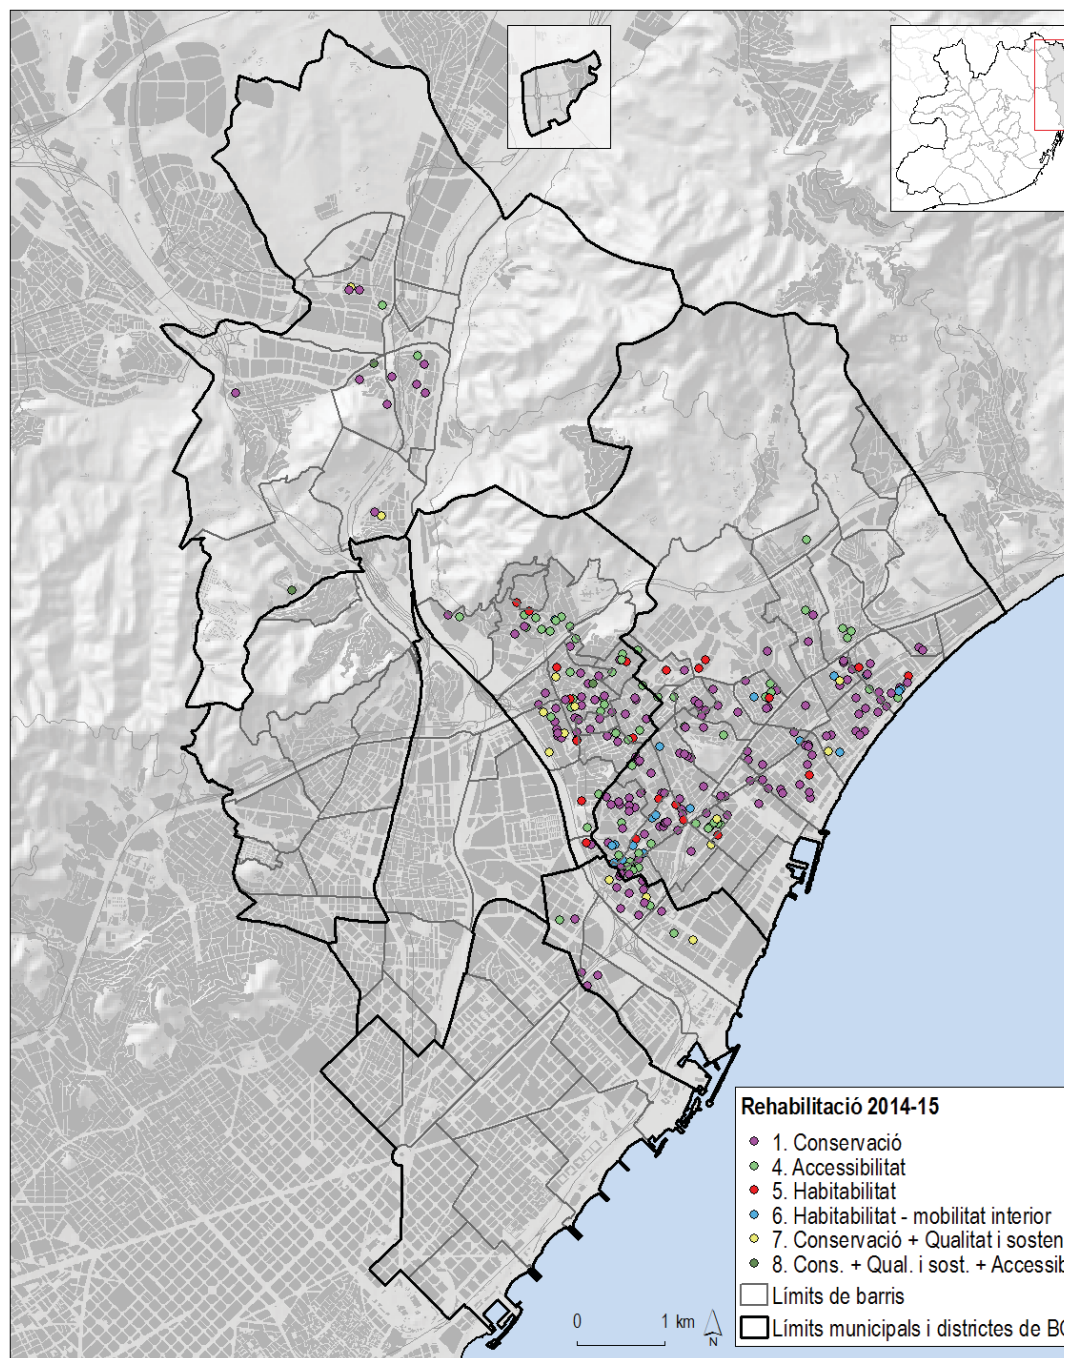 Rehabilitació 2014-15
1. Conservació
4. Accessibilitat
5. Habitabilitat
6. Habitabilitat - mobilitat interior
7. Conservació + Qualitat i sosten
8. Cons. + Qual. i sost. + Accessib
Límits de barris
Límits municipals i districtes de BC
0 1 km
N